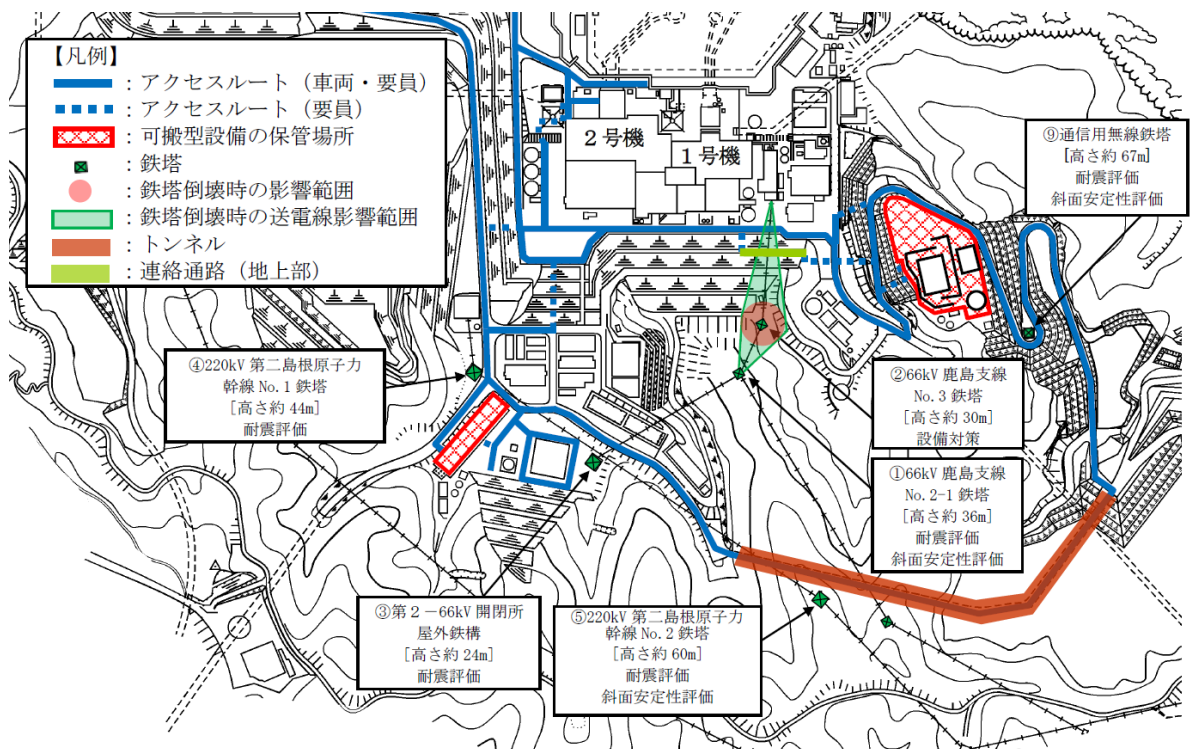 【凡例】
：アクセスルート（車両・要員）
：アクセスルート（要員）
：可搬型設備の保管場所
：鉄塔
：鉄塔倒壊時の影響範囲
：鉄塔倒壊時の送電線影響範囲
：トンネル
：連絡通路（地上部）
2号機
1号機
⑨通信用無線鉄塔
[高さ約 67m]
耐震評価
斜面安定性評価
④220kV 第二島根原子力
幹線 No.1 鉄塔
[高さ約 44m]
耐震評価
②66kV 鹿島支線
No.3 鉄塔
[高さ約 30m]
設備対策
①66kV 鹿島支線
No.2-1 鉄塔
[高さ約 36m]
耐震評価
斜面安定性評価
③第２－66kV 開閉所
屋外鉄構
[高さ約 24m]
耐震評価
⑤220kV 第二島根原子力
幹線 No.2 鉄塔
[高さ約 60m]
耐震評価
斜面安定性評価